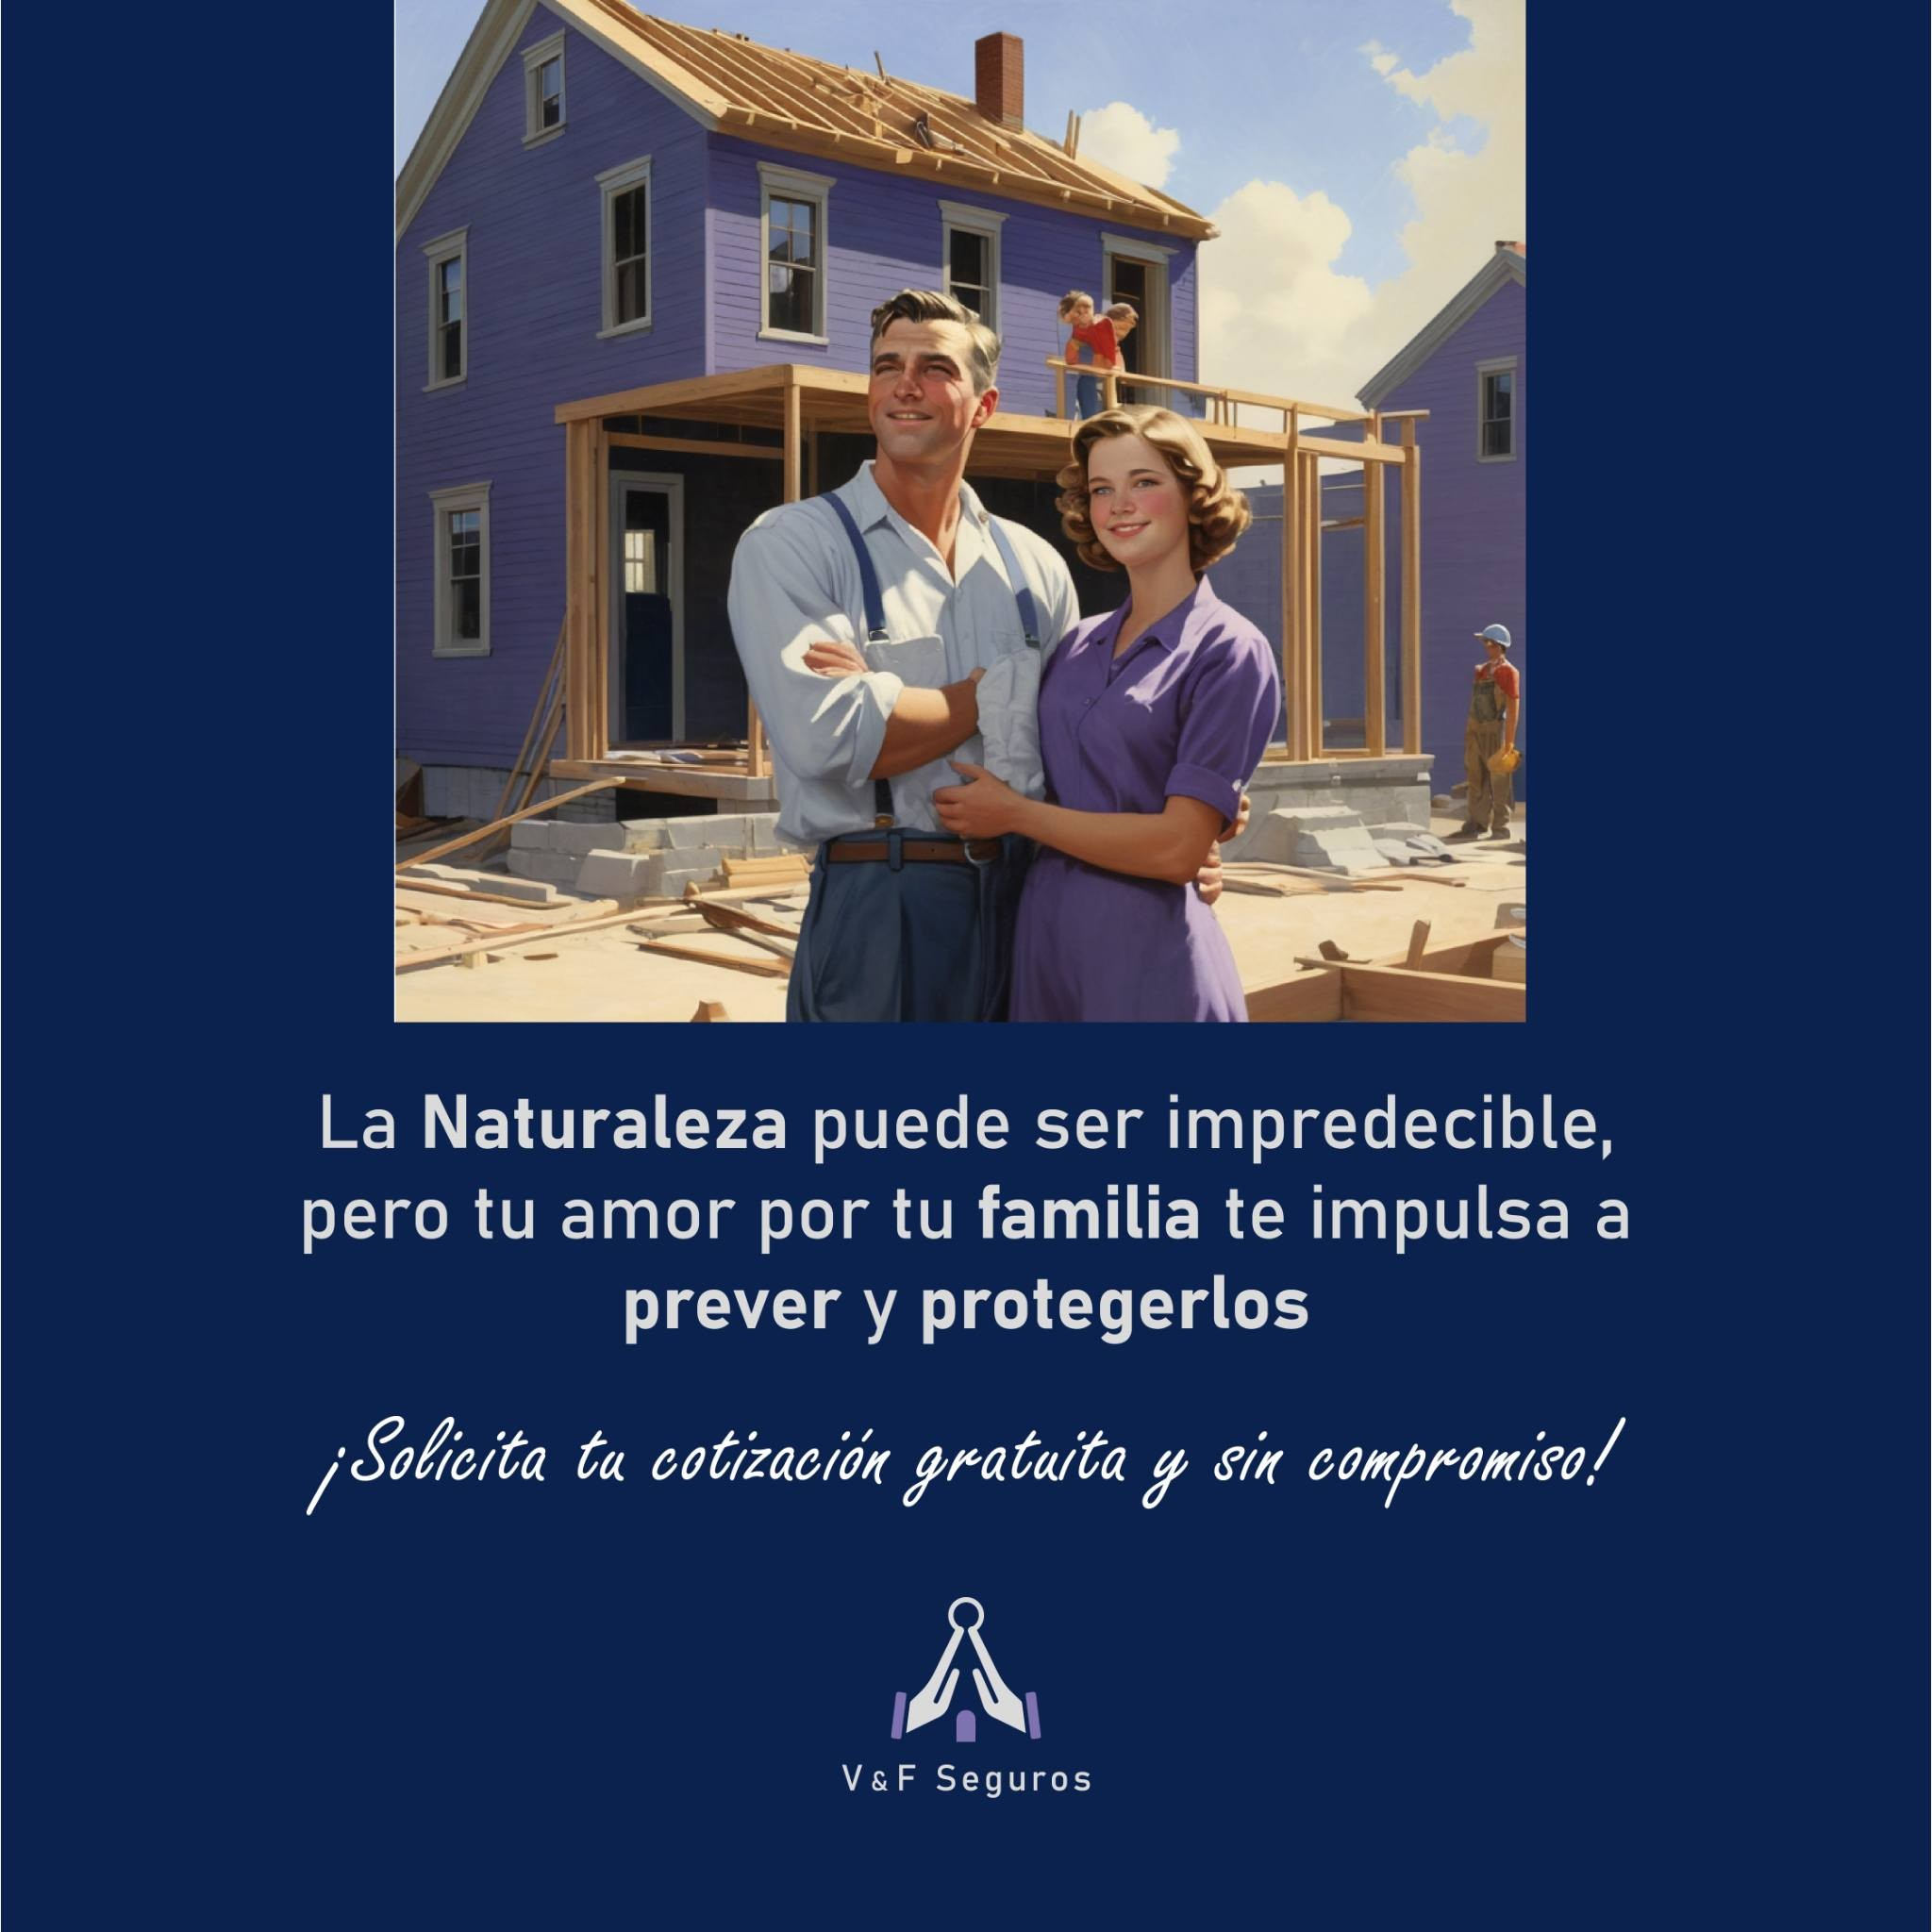 La Naturaleza puede ser impredecible,
pero tu amor por tu familia te impulsa a
prever y protegerlos
¡Solicita tu cotización gratuita y sin compromiso!
V&F Seguros